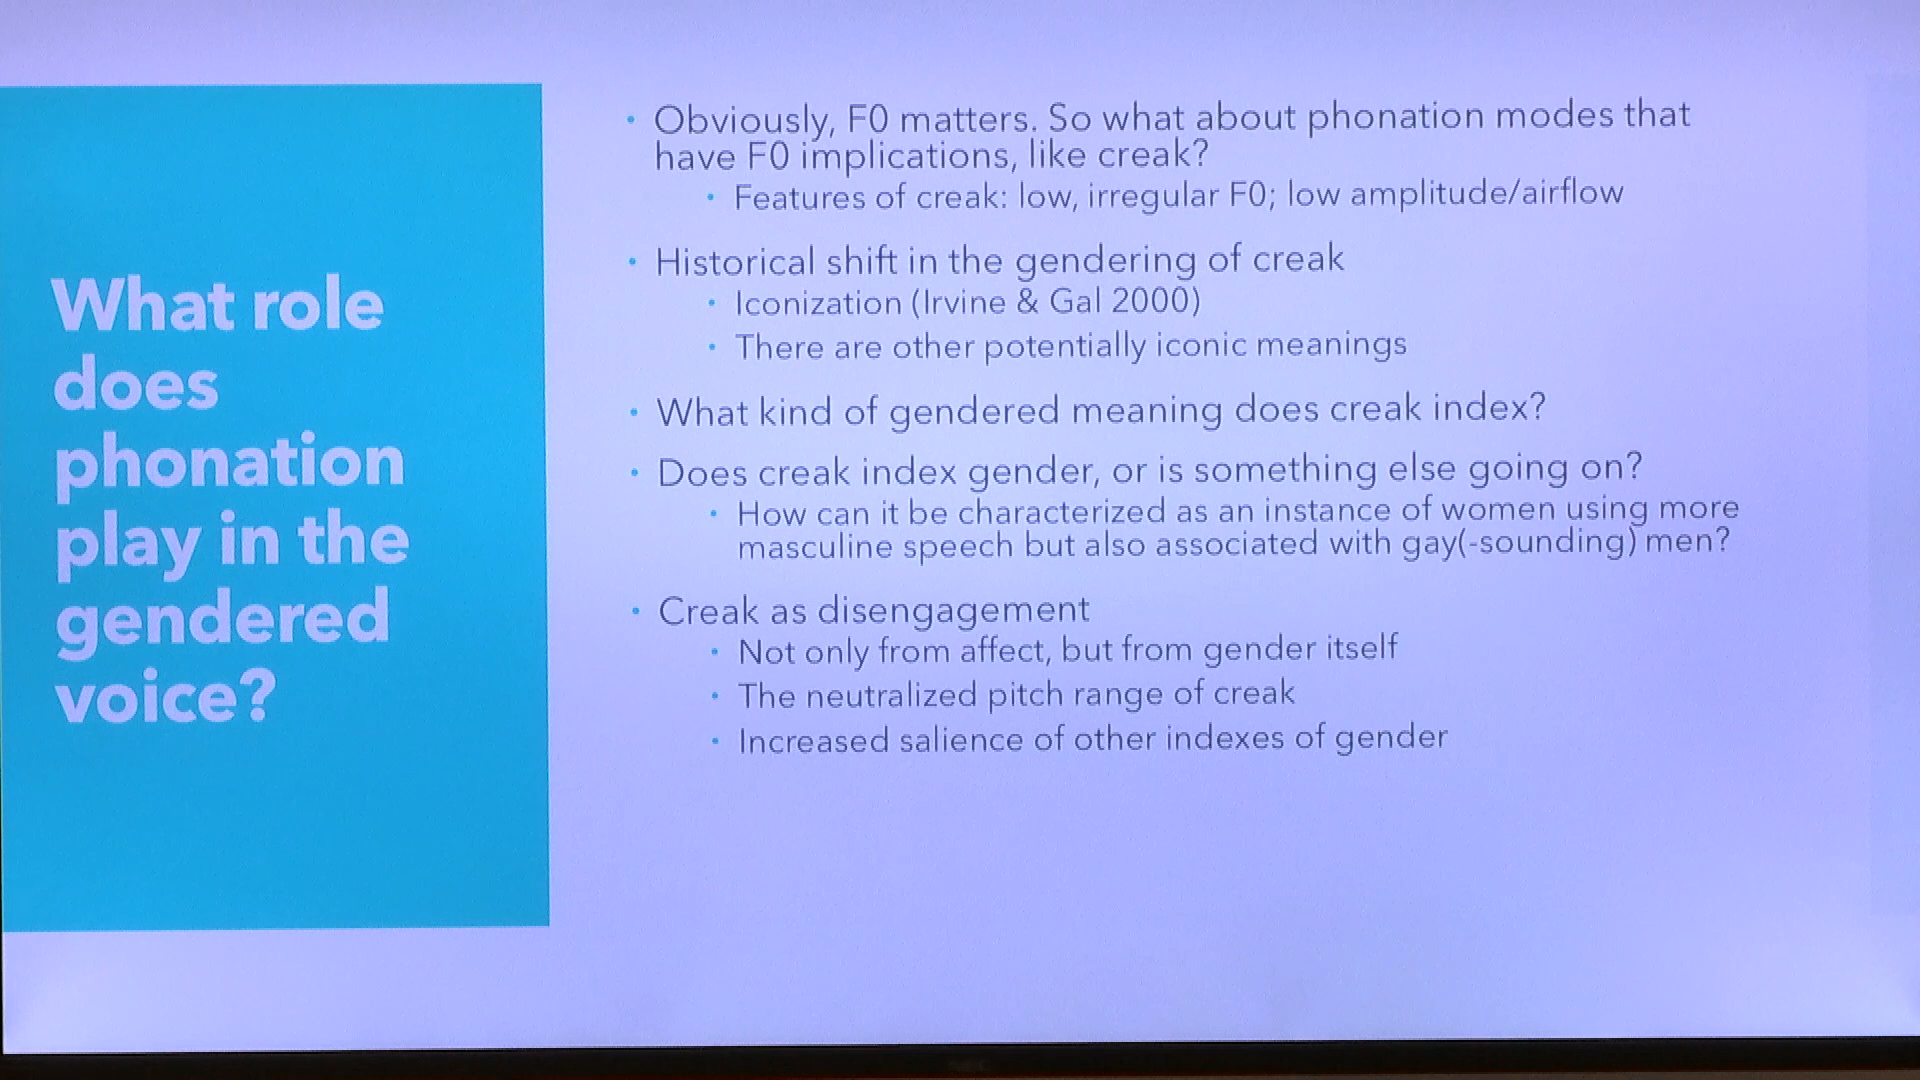 What role
does
phonation
play in the
gendered
voice?
• Obviously, F0 matters. So what about phonation modes that
have F0 implications, like creak?
• Features of creak: low, irregular F0; low amplitude/airflow
• Historical shift in the gendering of creak
• Iconization (Irvine & Gal 2000)
• There are other potentially iconic meanings
• What kind of gendered meaning does creak index?
• Does creak index gender, or is something else going on?
• How can it be characterized as an instance of women using more
masculine speech but also associated with gay(-sounding) men?
• Creak as disengagement
• Not only from affect, but from gender itself
• The neutralized pitch range of creak
• Increased salience of other indexes of gender